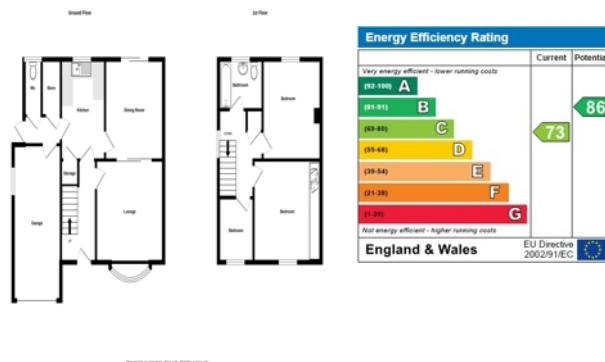 Ground Floor
1st Floor
Wc
Store
Kitchen
Dining Room
Storage
Garage
Lounge
Bathroom
Bedroom
Bedroom
Bedroom
Energy Efficiency Rating
Current Potential
Very energy efficient - lower running costs
(92-100) A
(81-91) B
(69-80) C
(55-68) D
(39-54) E
(21-38) F
(1-20) G
73
86
Not energy efficient - higher running costs
England & Wales
EU Directive
2002/91/EC